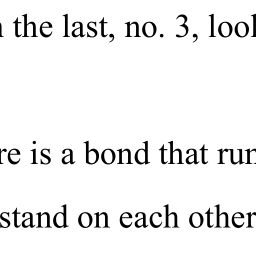 the last, no. 3, look
re is a bond that run
stand on each other